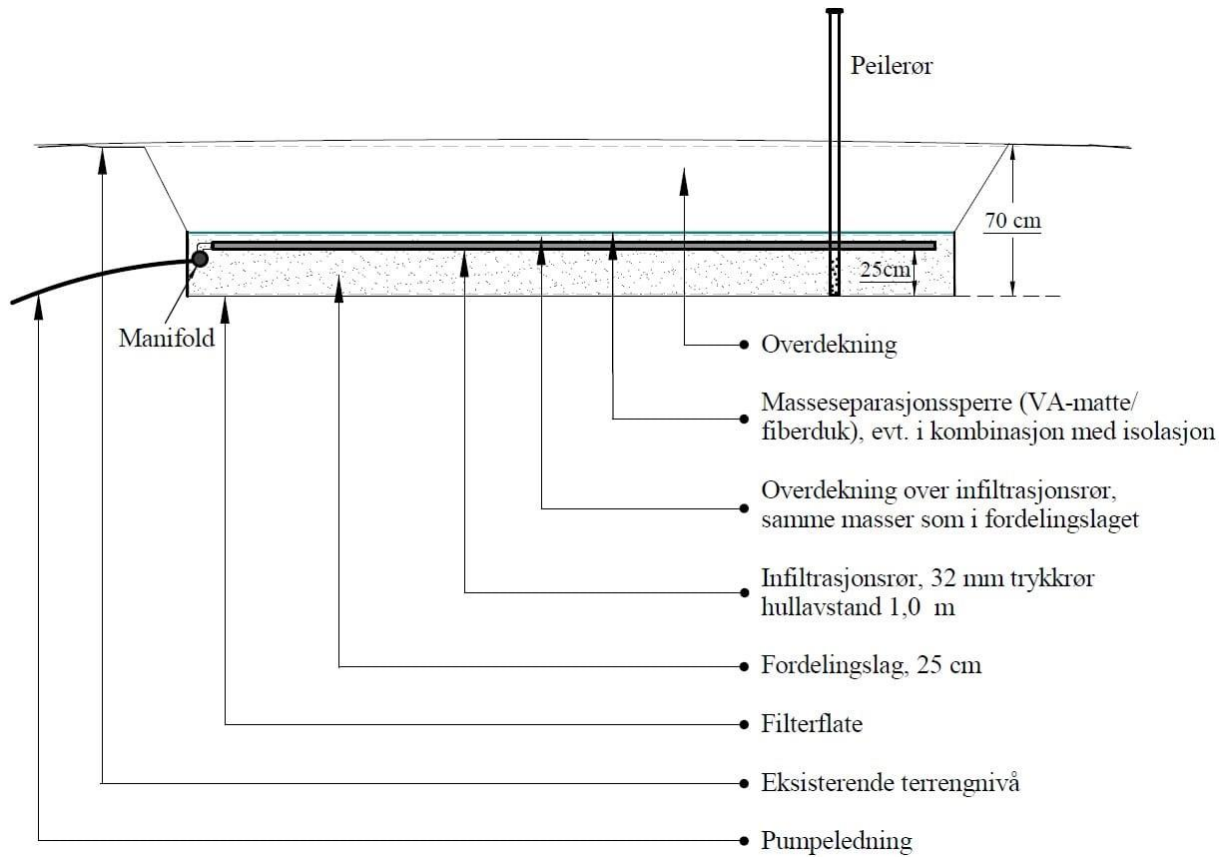 Peilerør
70 cm
25cm
Manifold
Overdekning
Masseseparasjonssperre (VA-matte/
fiberduk), evt. i kombinasjon med isolasjon
Overdekning over infiltrasjonsrør,
samme masser som i fordelingslaget
Infiltrasjonsrør, 32 mm trykkrør
hullavstand 1,0 m
Fordelingslag, 25 cm
Filterflate
Eksisterende terrengnivå
Pumpeledning